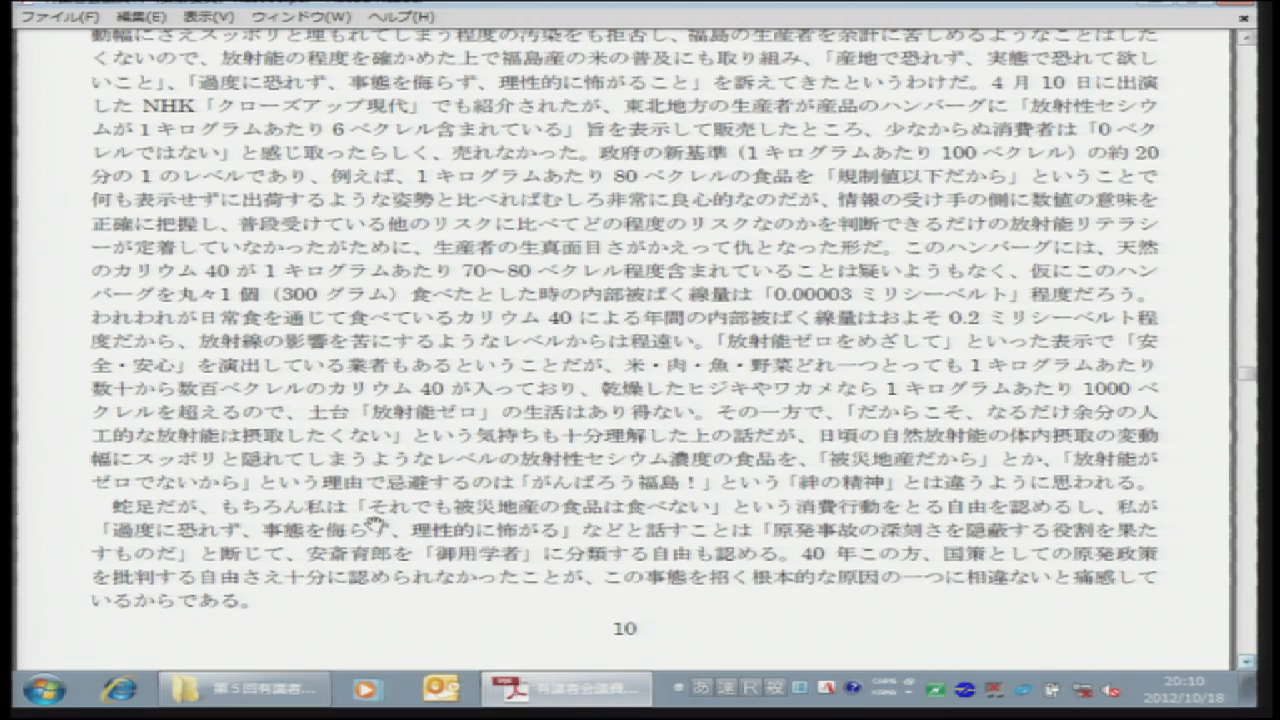 ファイル(F) 編集(E) 表示(V) ウィンドウ(W) ヘルプ(H)
動幅にさえスッポリと埋もれてしまう程度の汚染をも拒否し、福島の生産者を余計に苦しめるようなことはした
くないので、放射能の程度を確かめた上で福島産の米の普及にも取り組み、「産地で恐れず、実態で恐れて欲し
いこと」、「過度に恐れず、事態を侮らず、理性的に怖がること」を訴えてきたというわけだ。4 月 10 日に出演
した NHK「クローズアップ現代」でも紹介されたが、東北地方の生産者が産品のハンバーグに「放射性セシウ
ムが 1 キログラムあたり 6 ベクレル含まれている」旨を表示して販売したところ、少なからぬ消費者は「0 ベク
レルではない」と感じ取ったらしく、売れなかった。政府の新基準（1 キログラムあたり 100 ベクレル）の約 20
分の 1 のレベルであり、例えば、1 キログラムあたり 80 ベクレルの食品を「規制値以下だから」ということで
何も表示せずに出荷するような姿勢と比べればむしろ非常に良心的なのだが、情報の受け手の側に数値の意味を
正確に把握し、普段受けている他のリスクに比べてどの程度のリスクなのかを判断できるだけの放射能リテラシ
ーが定着していなかったがために、生産者の生真面目さがかえって仇となった形だ。このハンバーグには、天然
のカリウム 40 が 1 キログラムあたり 70～80 ベクレル程度含まれていることは疑いようもなく、仮にこのハン
バーグを丸々1 個（300 グラム）食べたとした時の内部被ばく線量は「0.00003 ミリシーベルト」程度だろう。
われわれが日常食を通じて食べているカリウム 40 による年間の内部被ばく線量はおよそ 0.2 ミリシーベルト程
度だから、放射線の影響を苦にするようなレベルからは程遠い。「放射能ゼロをめざして」といった表示で「安
全・安心」を演出している業者もあるということだが、米・肉・魚・野菜どれ一つとっても 1 キログラムあたり
数十から数百ベクレルのカリウム 40 が入っており、乾燥したヒジキやワカメなら 1 キログラムあたり 1000 ベ
クレルを超えるので、土台「放射能ゼロ」の生活はあり得ない。その一方で、「だからこそ、なるだけ余分の人
工的な放射能は摂取したくない」という気持ちも十分理解した上の話だが、日頃の自然放射能の体内摂取の変動
幅にスッポリと隠れてしまうようなレベルの放射性セシウム濃度の食品を、「被災地産だから」とか、「放射能が
ゼロでないから」という理由で忌避するのは「がんばろう福島！」という「絆の精神」とは違うように思われる。
蛇足だが、もちろん私は「それでも被災地産の食品は食べない」という消費行動をとる自由を認めるし、私が
「過度に恐れず、事態を侮らず、理性的に怖がる」などと話すことは「原発事故の深刻さを隠蔽する役割を果た
すものだ」と断じて、安斎育郎を「御用学者」に分類する自由も認める。40 年この方、国策としての原発政策
を批判する自由さえ十分に認められなかったことが、この事態を招く根本的な原因の一つに相違ないと痛感して
いるからである。
10
第５回有識者... 有識者会議資... あ 連 R 般 CAPS KANA 20:10
2012/10/18